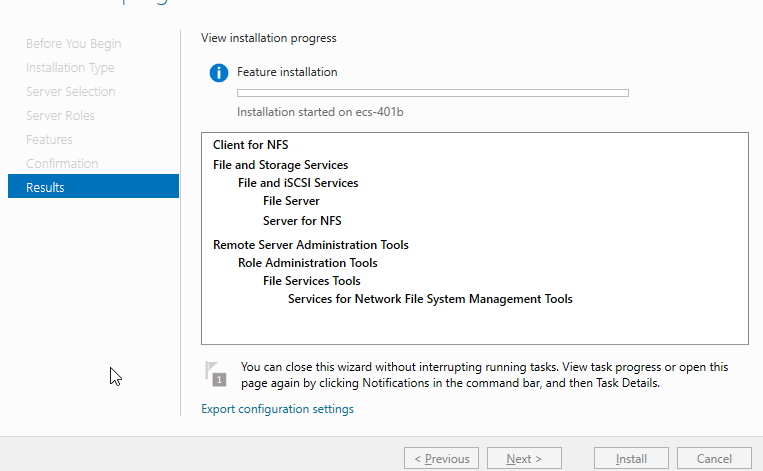 Before You Begin
Installation Type
Server Selection
Server Roles
Features
Confirmation
Results
View installation progress
Feature installation
Installation started on ecs-401b
Client for NFS
File and Storage Services
File and iSCSI Services
File Server
Server for NFS
Remote Server Administration Tools
Role Administration Tools
File Services Tools
Services for Network File System Management Tools
1
You can close this wizard without interrupting running tasks. View task progress or open this
page again by clicking Notifications in the command bar, and then Task Details.
Export configuration settings
< Previous
Next >
Install
Cancel